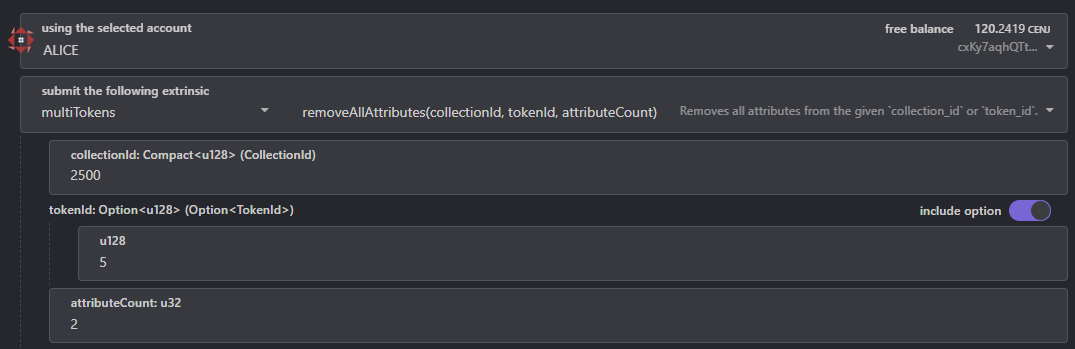 using the selected account
free balance 120.2419 CENJ
ALICE
cxKy7aqhQTt...
submit the following extrinsic
multiTokens
removeAllAttributes(collectionId, tokenId, attributeCount) Removes all attributes from the given `collection_id` or `token_id`.
collectionId: Compact<u128> (CollectionId)
2500
tokenId: Option<u128> (Option<TokenId>)
include option
u128
5
attributeCount: u32
2